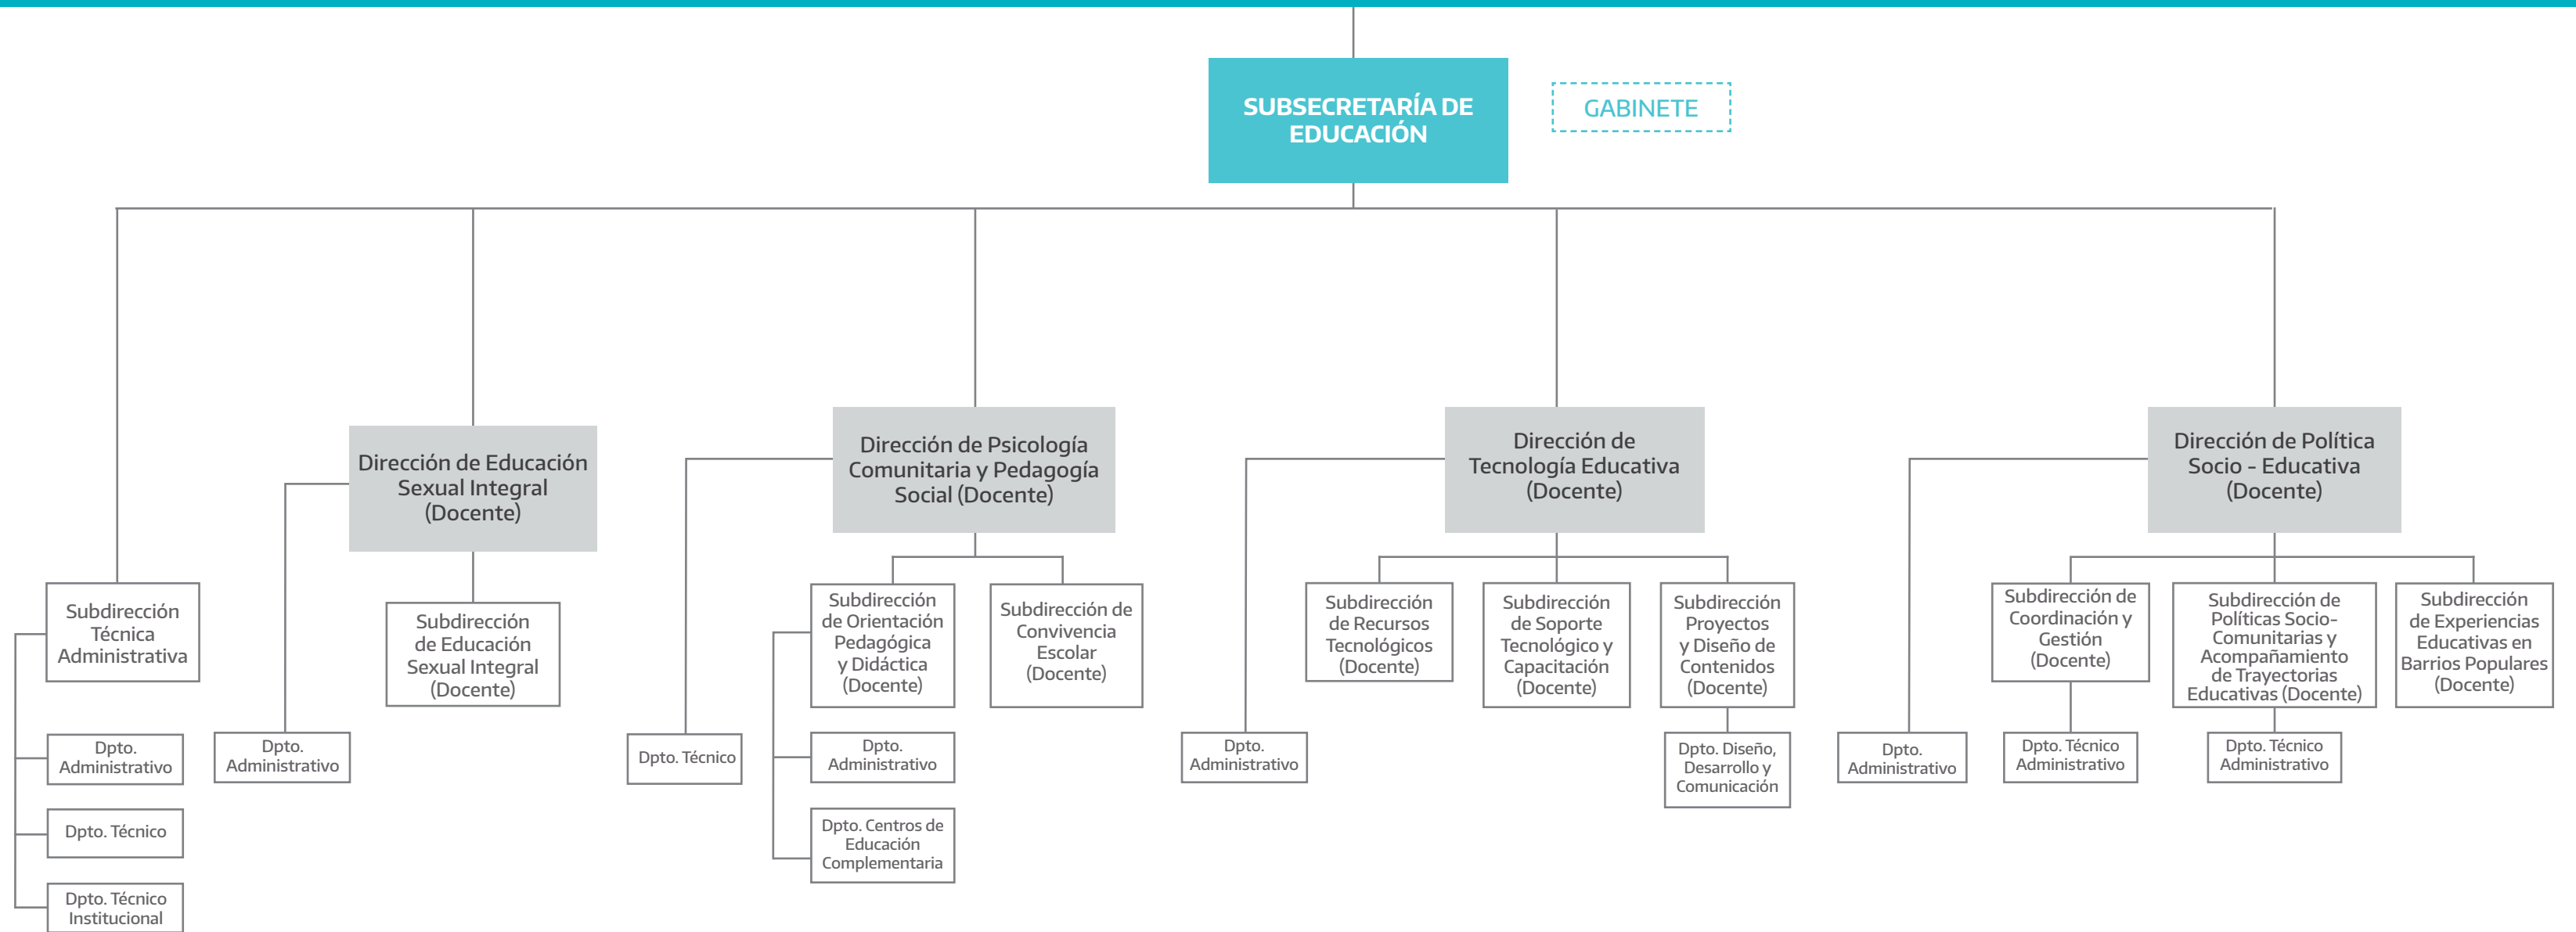 SUBSECRETARÍA DE
EDUCACIÓN
GABINETE
Subdirección
Técnica
Administrativa
Dpto.
Administrativo
Dpto. Técnico
Dpto. Técnico
Institucional
Dirección de Educación
Sexual Integral
(Docente)
Subdirección
de Educación
Sexual Integral
(Docente)
Dpto.
Administrativo
Dirección de Psicología
Comunitaria y Pedagogía
Social (Docente)
Dpto. Técnico
Subdirección
de Orientación
Pedagógica
y Didáctica
(Docente)
Dpto.
Administrativo
Dpto. Centros de
Educación
Complementaria
Subdirección de
Convivencia
Escolar
(Docente)
Dirección de
Tecnología Educativa
(Docente)
Dpto.
Administrativo
Subdirección
de Recursos
Tecnológicos
(Docente)
Subdirección
de Soporte
Tecnológico y
Capacitación
(Docente)
Subdirección
Proyectos
y Diseño de
Contenidos
(Docente)
Dpto. Diseño,
Desarrollo y
Comunicación
Dirección de Política
Socio - Educativa
(Docente)
Dpto.
Administrativo
Subdirección de
Coordinación y
Gestión
(Docente)
Dpto. Técnico
Administrativo
Subdirección de
Políticas Socio-
Comunitarias y
Acompañamiento
de Trayectorias
Educativas (Docente)
Dpto. Técnico
Administrativo
Subdirección
de Experiencias
Educativas en
Barrios Populares
(Docente)